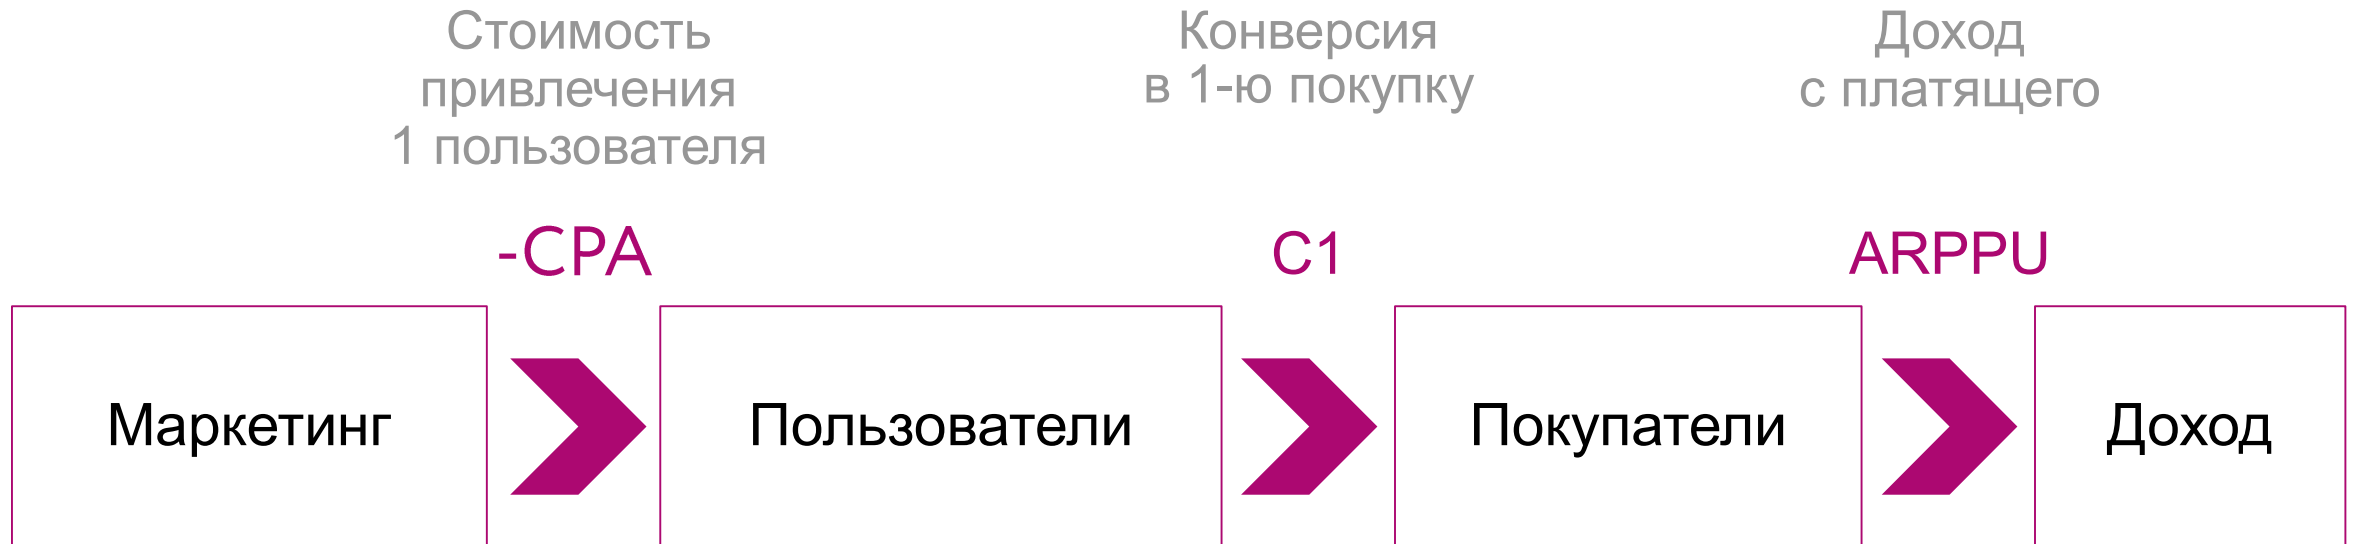 Стоимость
привлечения
1 пользователя
Конверсия
в 1-ю покупку
Доход
с платящего
-CPA
C1
ARPPU
Маркетинг
Пользователи
Покупатели
Доход